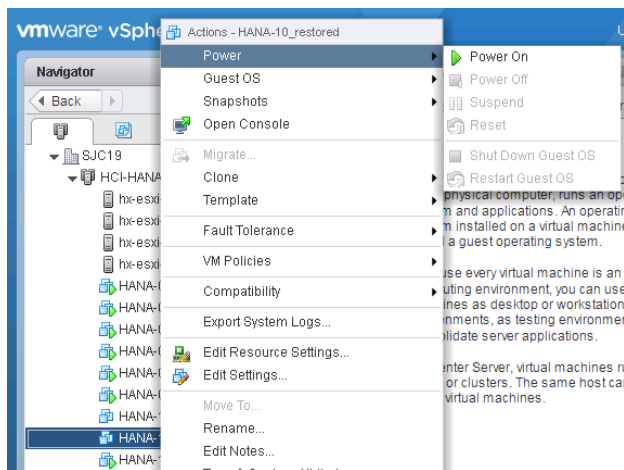 vmware® vSphe
U
Navigator
Back
SJC19
HCI-HANA
hx-esxi
hx-esxi
hx-esxi
hx-esxi
HANA-0
HANA-
HANA-
HANA-
HANA-
HANA-
HANA-1
HANA-1
HANA-1
Actions - HANA-10_restored
Power
Guest OS
Snapshots
Open Console
Migrate...
Clone
Template
Fault Tolerance
VM Policies
Compatibility
Export System Logs...
Edit Resource Settings...
Edit Settings...
Move To...
Rename...
Edit Notes...
Power On
Power Off
Suspend
Reset
Shut Down Guest OS
Restart Guest OS
physical computer, runs an op
m and applications. An operatin
n installed on a virtual machine
a guest operating system.
use every virtual machine is an
uting environment, you can use
ines as desktop or workstation
onments, as testing environmen
olidate server applications.
enter Server, virtual machines ru
or clusters. The same host ca
virtual machines.